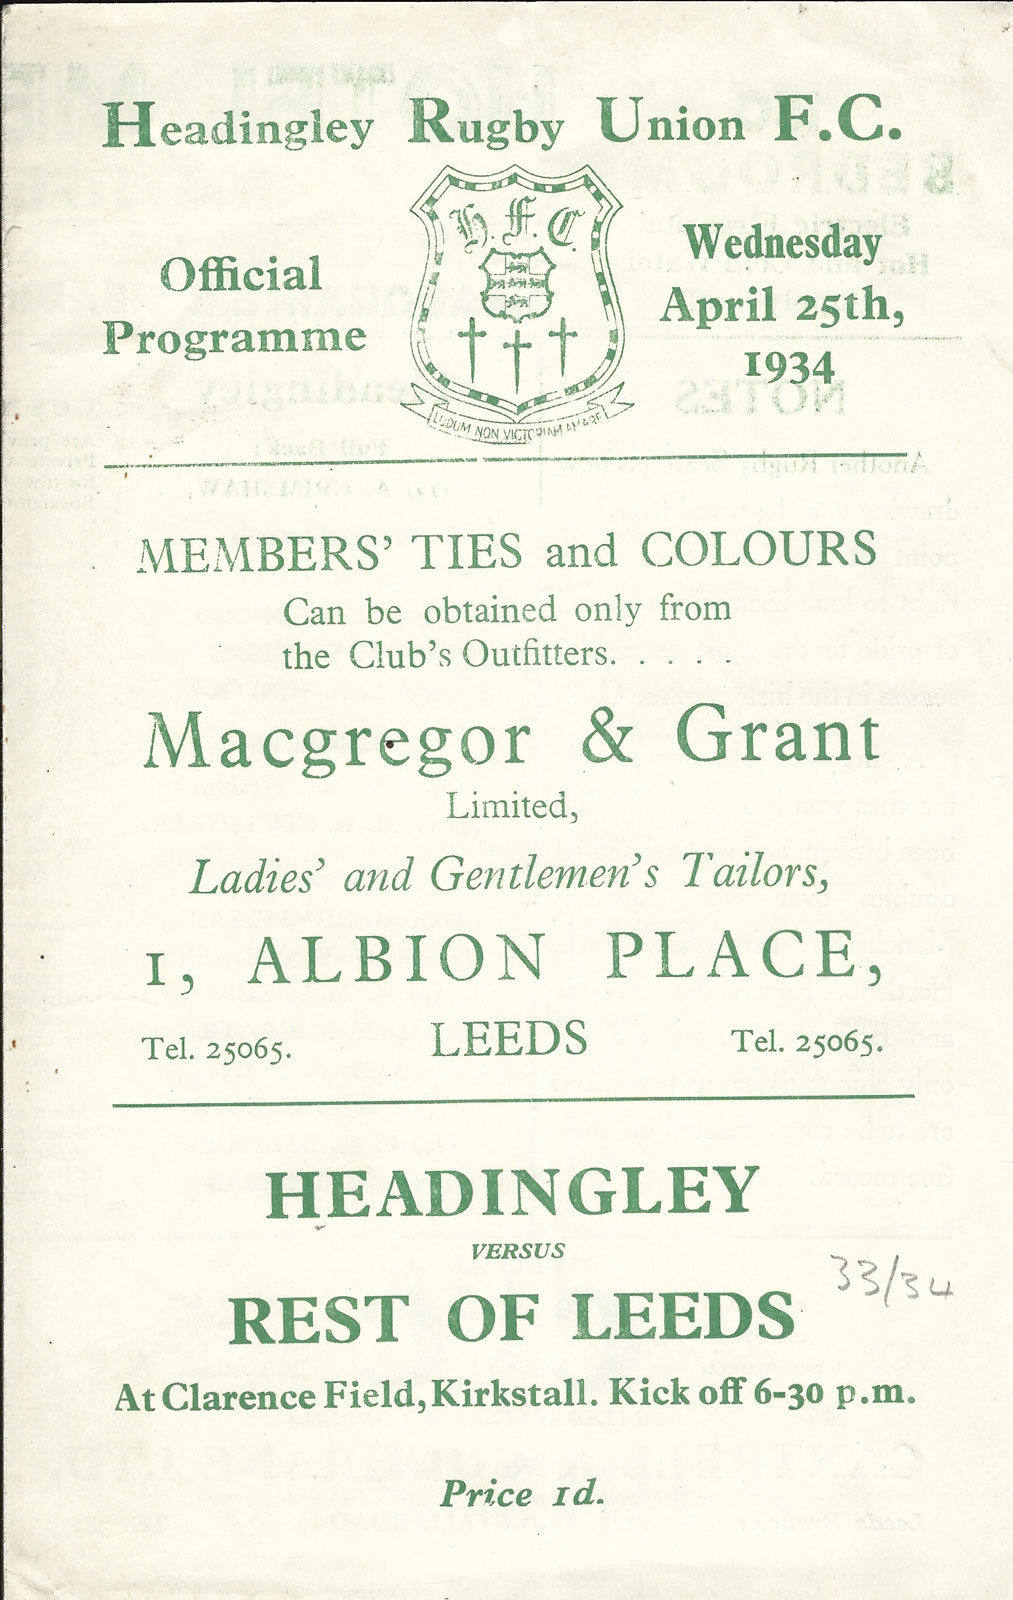 Headingley Rugby Union F.C.
Official
Programme
H. F. C.
LUDUM NON VICTORIAM AMARE
Wednesday
April 25th,
1934
MEMBERS' TIES and COLOURS
Can be obtained only from
the Club's Outfitters. . . . .
Macgregor & Grant
Limited,
Ladies' and Gentlemen's Tailors,
1, ALBION PLACE,
Tel. 25065. LEEDS Tel. 25065.
HEADINGLEY
VERSUS
33/34
REST OF LEEDS
At Clarence Field, Kirkstall. Kick off 6-30 p.m.
Price 1d.